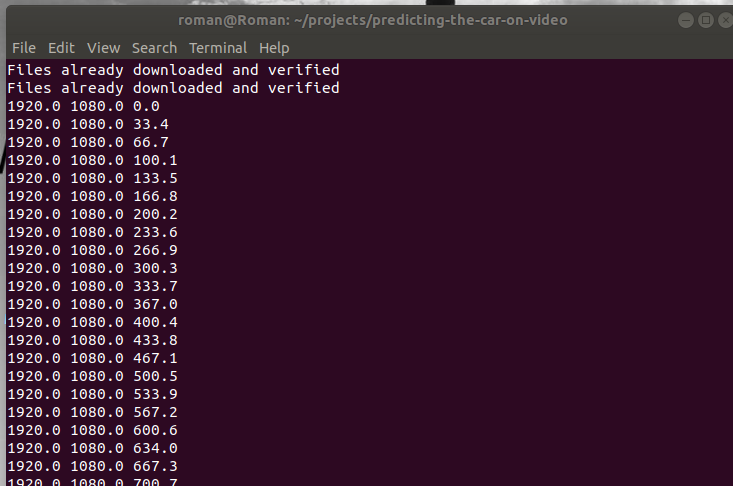 roman@Roman: ~/projects/predicting-the-car-on-video
File Edit View Search Terminal Help
Files already downloaded and verified
Files already downloaded and verified
1920.0 1080.0 0.0
1920.0 1080.0 33.4
1920.0 1080.0 66.7
1920.0 1080.0 100.1
1920.0 1080.0 133.5
1920.0 1080.0 166.8
1920.0 1080.0 200.2
1920.0 1080.0 233.6
1920.0 1080.0 266.9
1920.0 1080.0 300.3
1920.0 1080.0 333.7
1920.0 1080.0 367.0
1920.0 1080.0 400.4
1920.0 1080.0 433.8
1920.0 1080.0 467.1
1920.0 1080.0 500.5
1920.0 1080.0 533.9
1920.0 1080.0 567.2
1920.0 1080.0 600.6
1920.0 1080.0 634.0
1920.0 1080.0 667.3
1920.0 1080.0 700.7